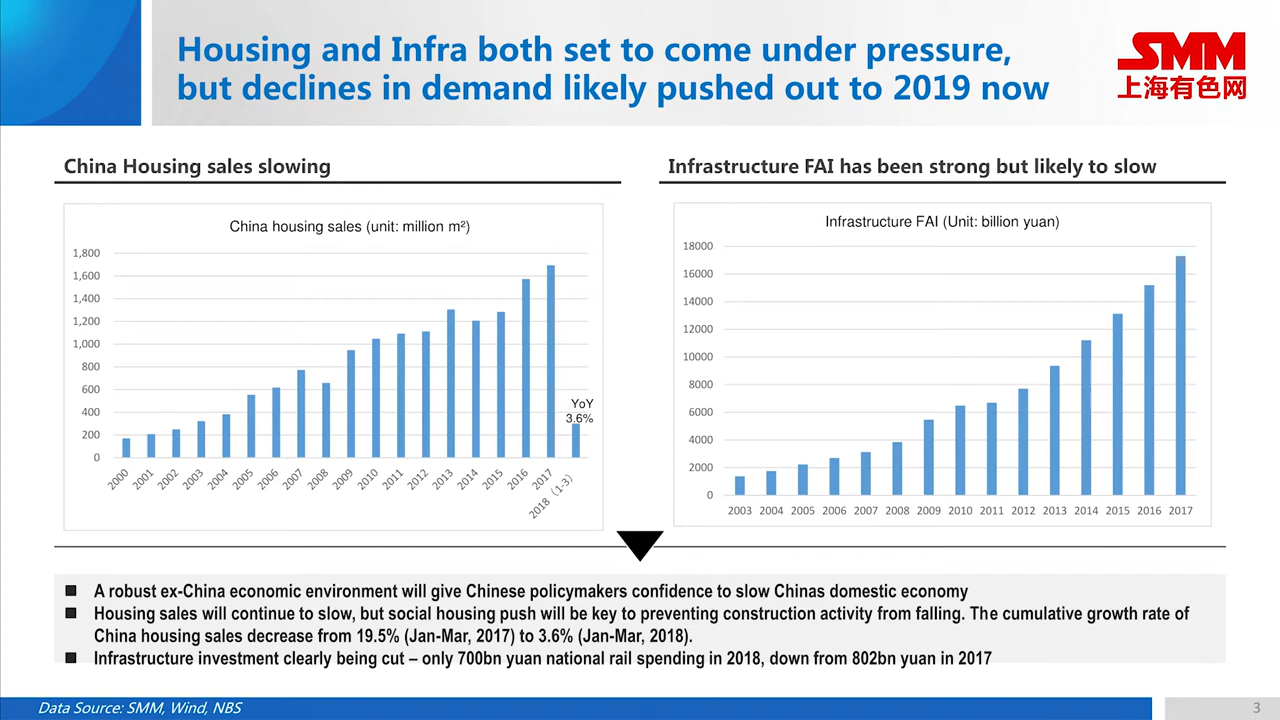 Housing and Infra both set to come under pressure,
but declines in demand likely pushed out to 2019 now
SMM
上海有色网
China Housing sales slowing
China housing sales (unit: million m²)
1,800
1,600
1,400
1,200
1,000
800
600
400
200
0
YoY
3.6%
2000 2001 2002 2003 2004 2005 2006 2007 2008 2009 2010 2011 2012 2013 2014 2015 2016 2017 2018（1-3）
Infrastructure FAI has been strong but likely to slow
Infrastructure FAI (Unit: billion yuan)
18000
16000
14000
12000
10000
8000
6000
4000
2000
0
2003 2004 2005 2006 2007 2008 2009 2010 2011 2012 2013 2014 2015 2016 2017
■ A robust ex-China economic environment will give Chinese policymakers confidence to slow Chinas domestic economy
■ Housing sales will continue to slow, but social housing push will be key to preventing construction activity from falling. The cumulative growth rate of
China housing sales decrease from 19.5% (Jan-Mar, 2017) to 3.6% (Jan-Mar, 2018).
■ Infrastructure investment clearly being cut – only 700bn yuan national rail spending in 2018, down from 802bn yuan in 2017
Data Source: SMM, Wind, NBS
3